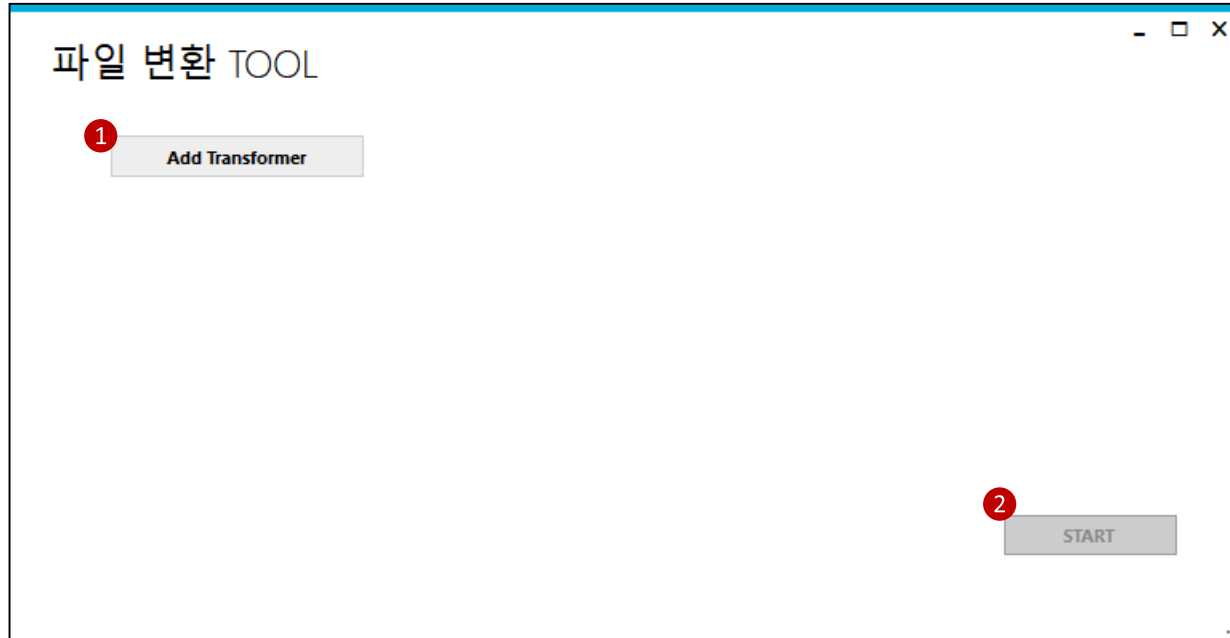 파일 변환 TOOL
1
Add Transformer
2
START